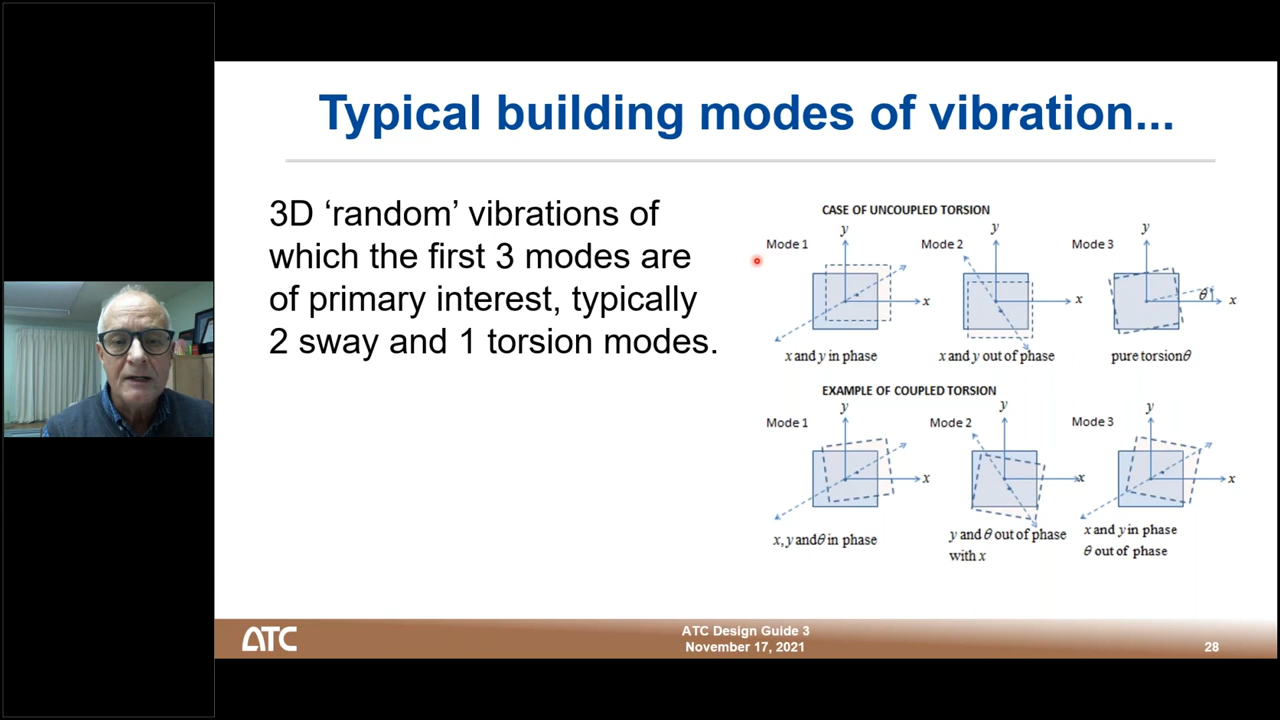 Typical building modes of vibration...
3D ‘random’ vibrations of
which the first 3 modes are
of primary interest, typically
2 sway and 1 torsion modes.
CASE OF UNCOUPLED TORSION
Mode 1
y
x
x and y in phase
Mode 2
y
x
x and y out of phase
Mode 3
y
θ
x
pure torsionθ
EXAMPLE OF COUPLED TORSION
Mode 1
y
x
x, y andθ in phase
Mode 2
y
x
y and θ out of phase
with x
Mode 3
y
x
x and y in phase
θ out of phase
ATC
ATC Design Guide 3
November 17, 2021
28